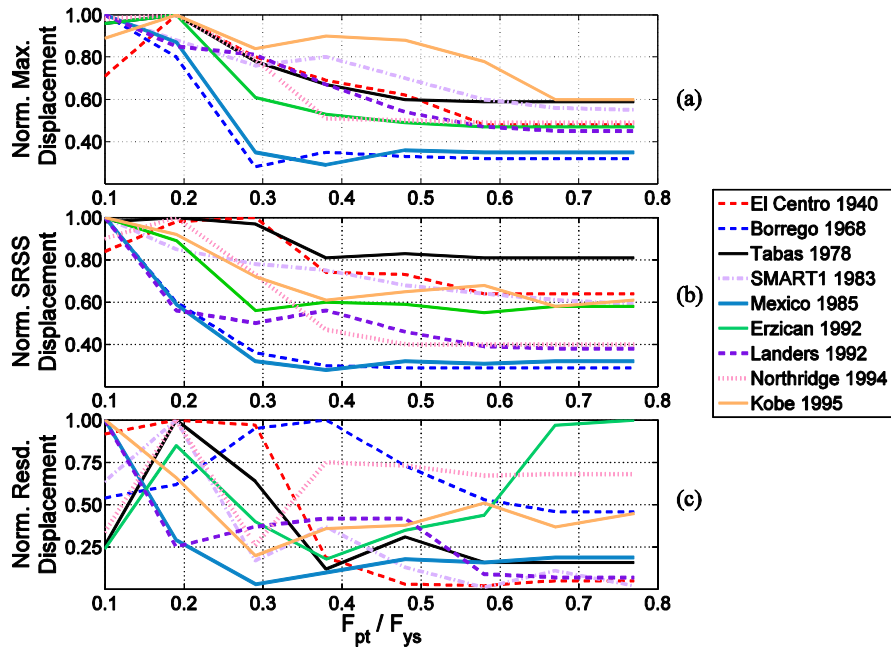 Norm. Max.
Displacement
1.00
0.80
0.60
0.40
0.1 0.2 0.3 0.4 0.5 0.6 0.7 0.8
(a)
Norm. SRSS
Displacement
1.00
0.80
0.60
0.40
0.1 0.2 0.3 0.4 0.5 0.6 0.7 0.8
(b)
Norm. Resd.
Displacement
1.00
0.75
0.50
0.25
0.1 0.2 0.3 0.4 0.5 0.6 0.7 0.8
(c)
Fpt / Fys
El Centro 1940
Borrego 1968
Tabas 1978
SMART1 1983
Mexico 1985
Erzican 1992
Landers 1992
Northridge 1994
Kobe 1995